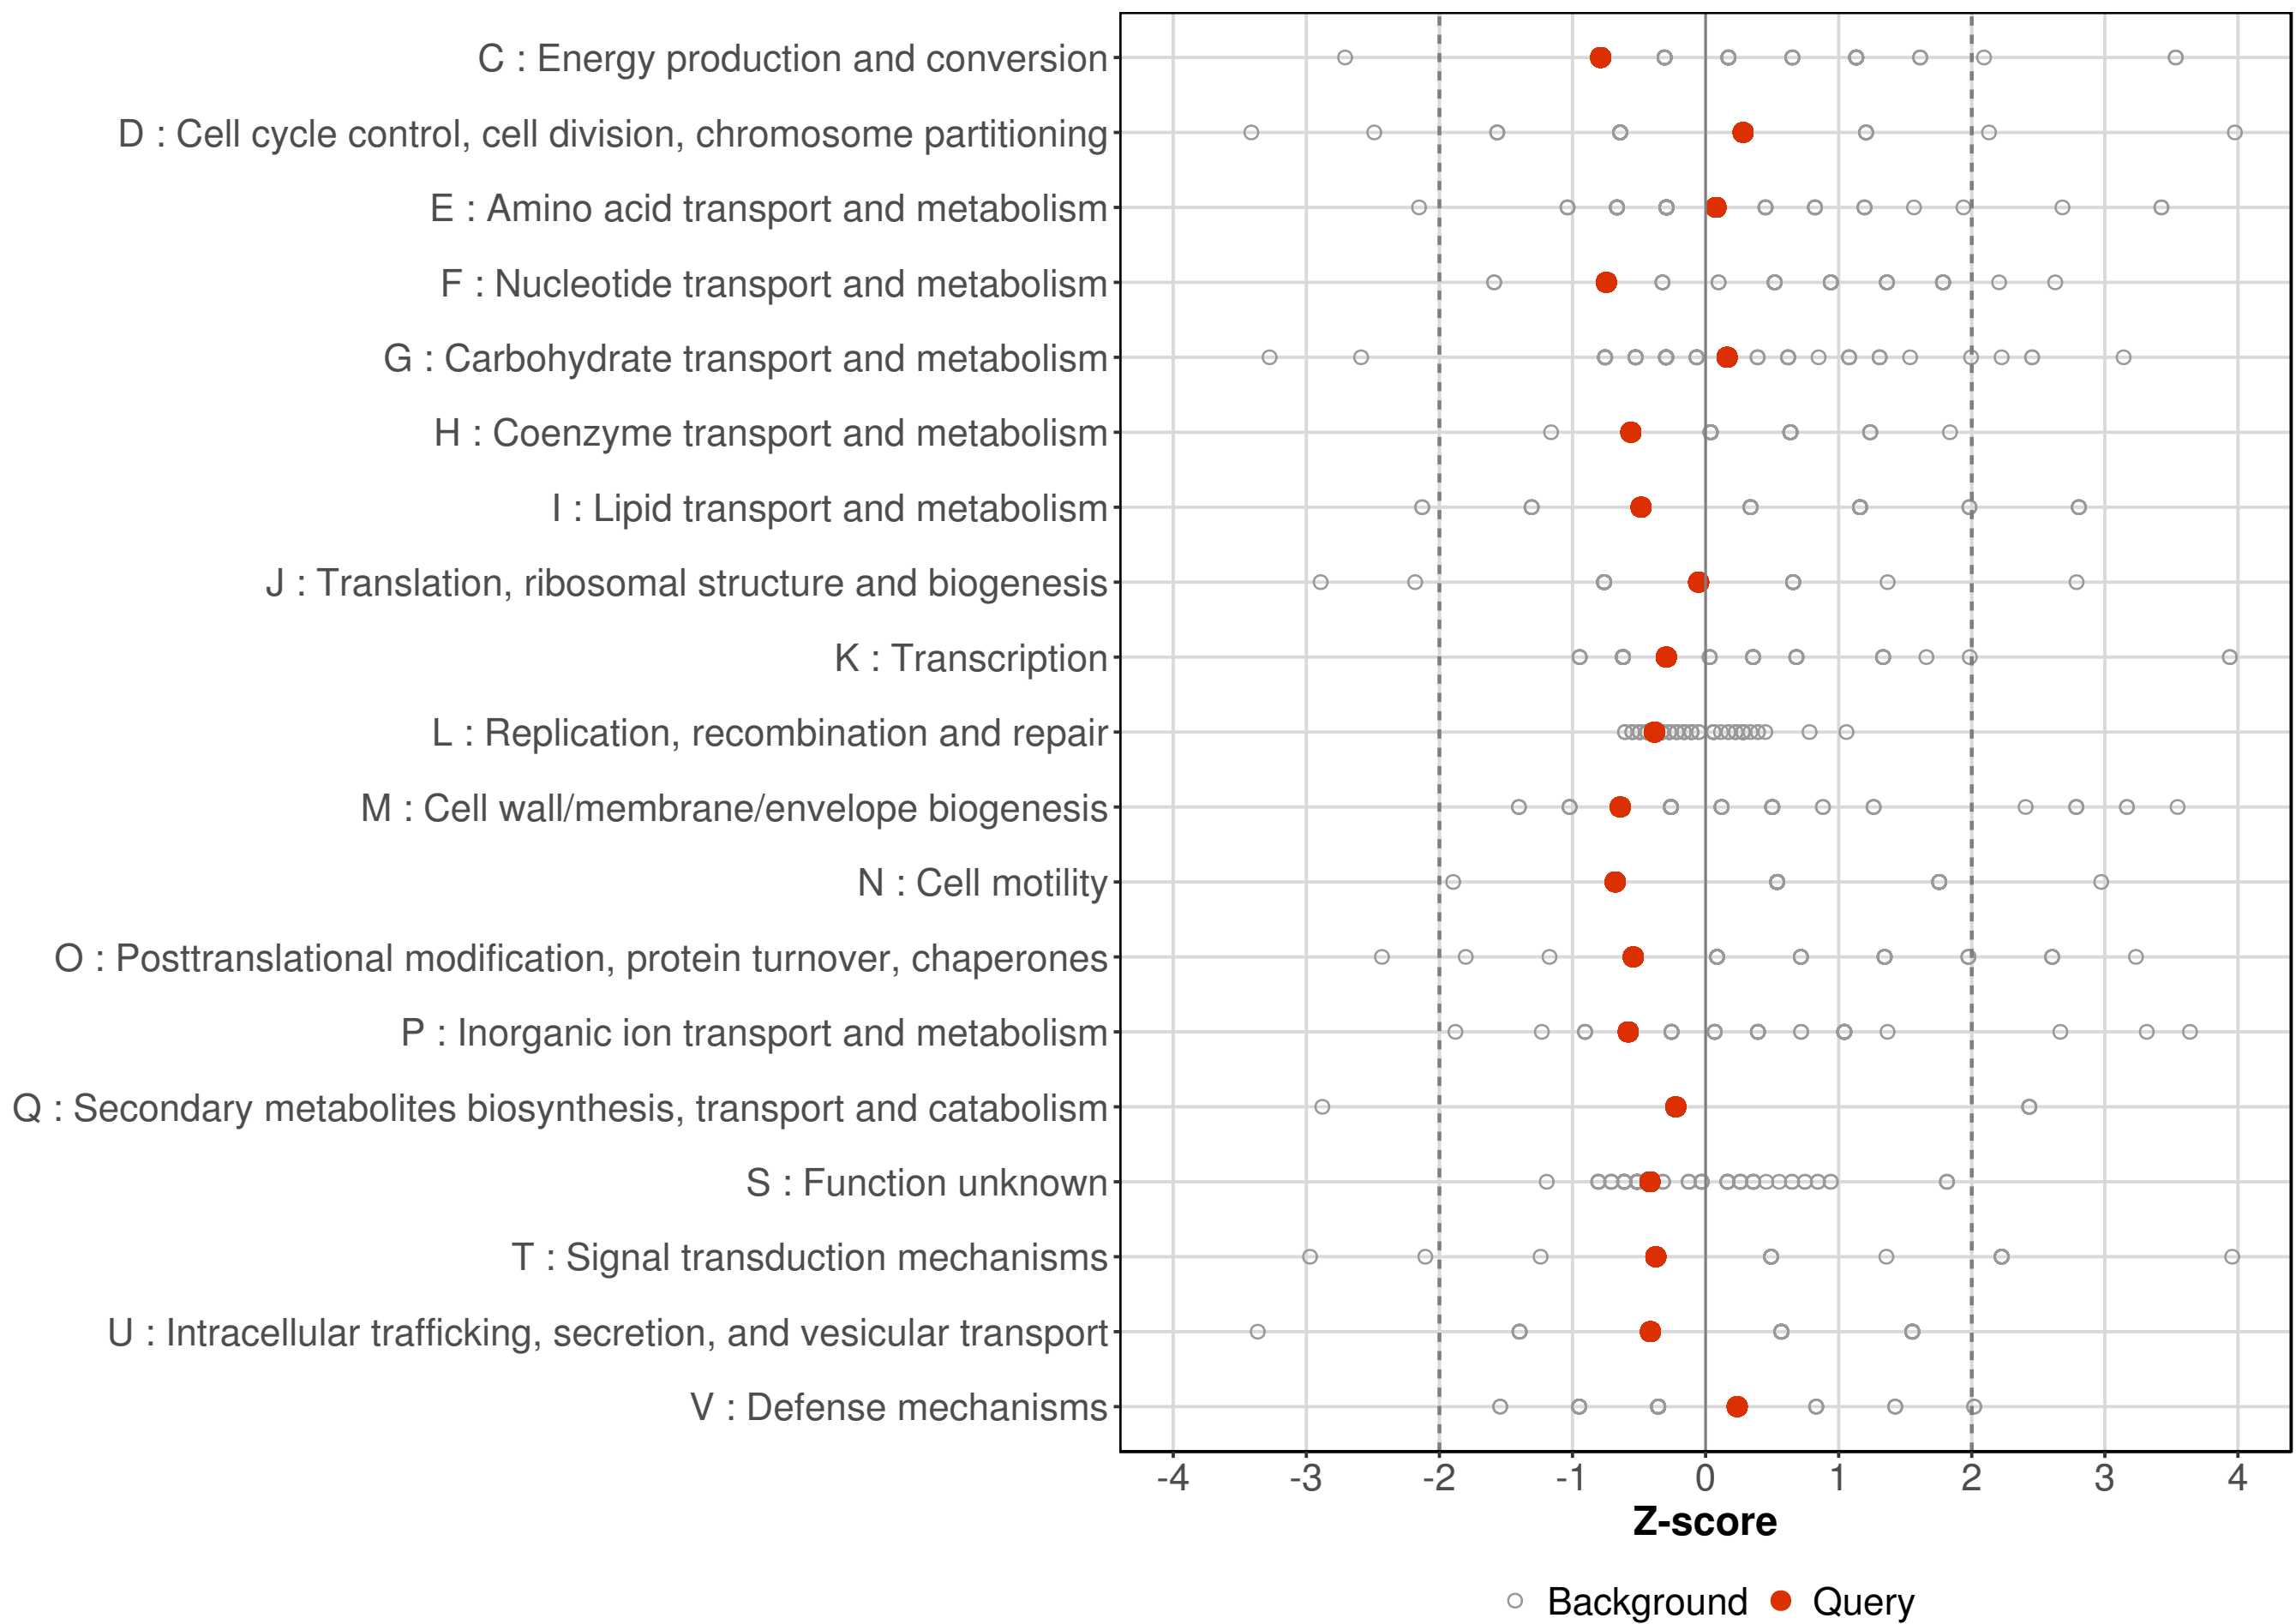 C : Energy production and conversion
D : Cell cycle control, cell division, chromosome partitioning
E : Amino acid transport and metabolism
F : Nucleotide transport and metabolism
G : Carbohydrate transport and metabolism
H : Coenzyme transport and metabolism
I : Lipid transport and metabolism
J : Translation, ribosomal structure and biogenesis
K : Transcription
L : Replication, recombination and repair
M : Cell wall/membrane/envelope biogenesis
N : Cell motility
O : Posttranslational modification, protein turnover, chaperones
P : Inorganic ion transport and metabolism
Q : Secondary metabolites biosynthesis, transport and catabolism
S : Function unknown
T : Signal transduction mechanisms
U : Intracellular trafficking, secretion, and vesicular transport
V : Defense mechanisms
-4 -3 -2 -1 0 1 2 3 4
Z-score
Background Query